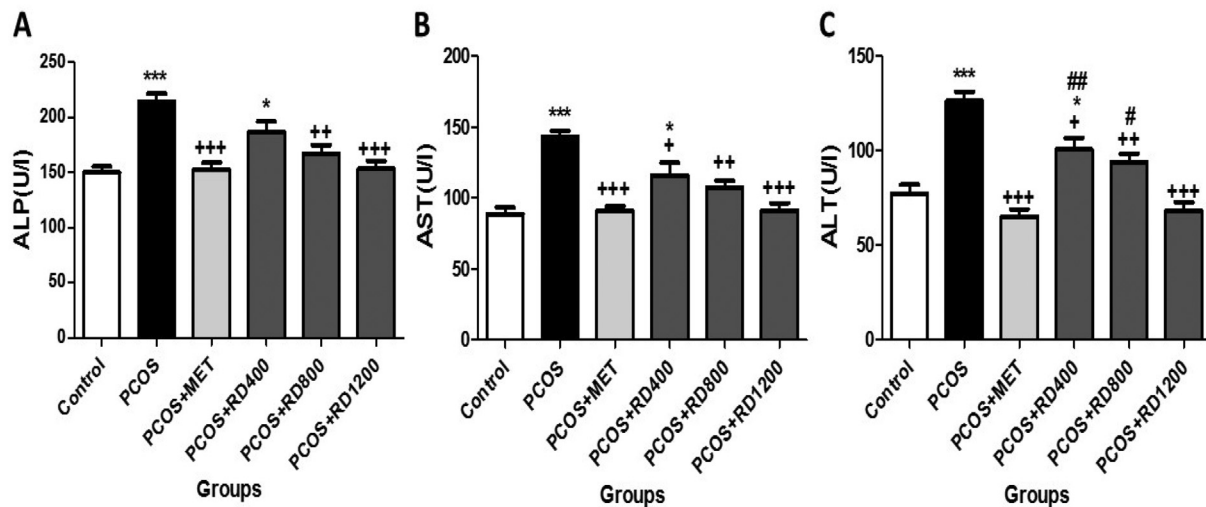 A
ALP(U/I)
250
200
150
100
50
0
***
+++
*
++
+++
Control
PCOS
PCOS+MET
PCOS+RD400
PCOS+RD800
PCOS+RD1200
Groups
B
AST(U/I)
200
150
100
50
0
***
+++
*
+
++
+++
Control
PCOS
PCOS+MET
PCOS+RD400
PCOS+RD800
PCOS+RD1200
Groups
C
ALT(U/I)
150
100
50
0
***
+++
##
*
+
#
++
+++
Control
PCOS
PCOS+MET
PCOS+RD400
PCOS+RD800
PCOS+RD1200
Groups